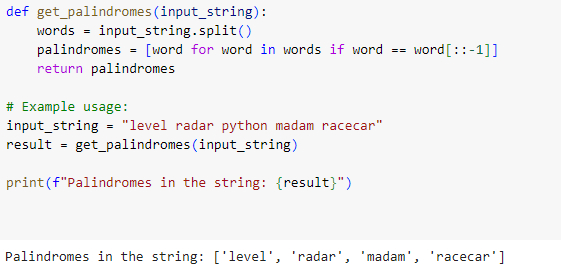 def get_palindromes(input_string):
    words = input_string.split()
    palindromes = [word for word in words if word == word[::-1]]
    return palindromes

# Example usage:
input_string = "level radar python madam racecar"
result = get_palindromes(input_string)

print(f"Palindromes in the string: {result}")

Palindromes in the string: ['level', 'radar', 'madam', 'racecar']